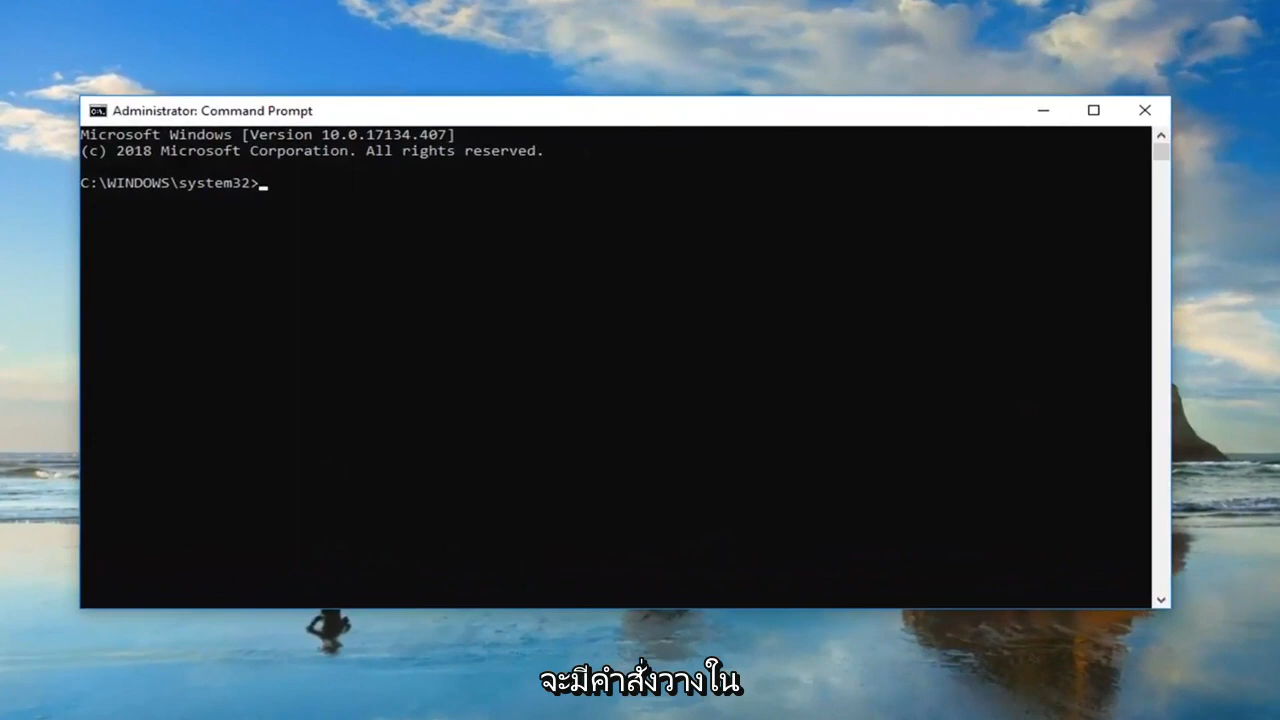 Administrator: Command Prompt
Microsoft Windows [Version 10.0.17134.407]
(c) 2018 Microsoft Corporation. All rights reserved.
C:\WINDOWS\system32>
จะมีคำสั่งวางใน